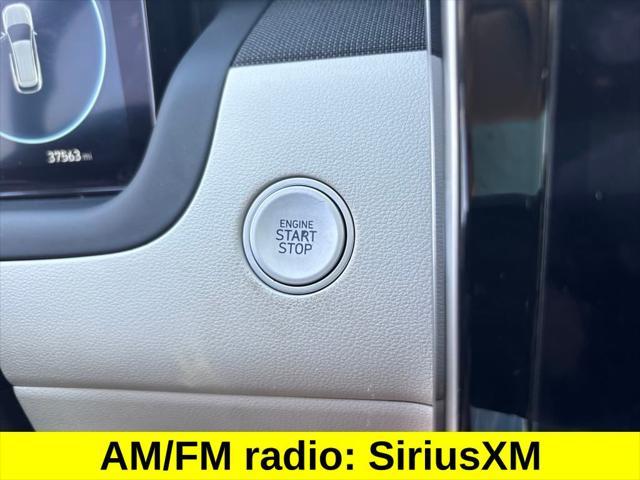 37563 mi
ENGINE
START
STOP
AM/FM radio: SiriusXM